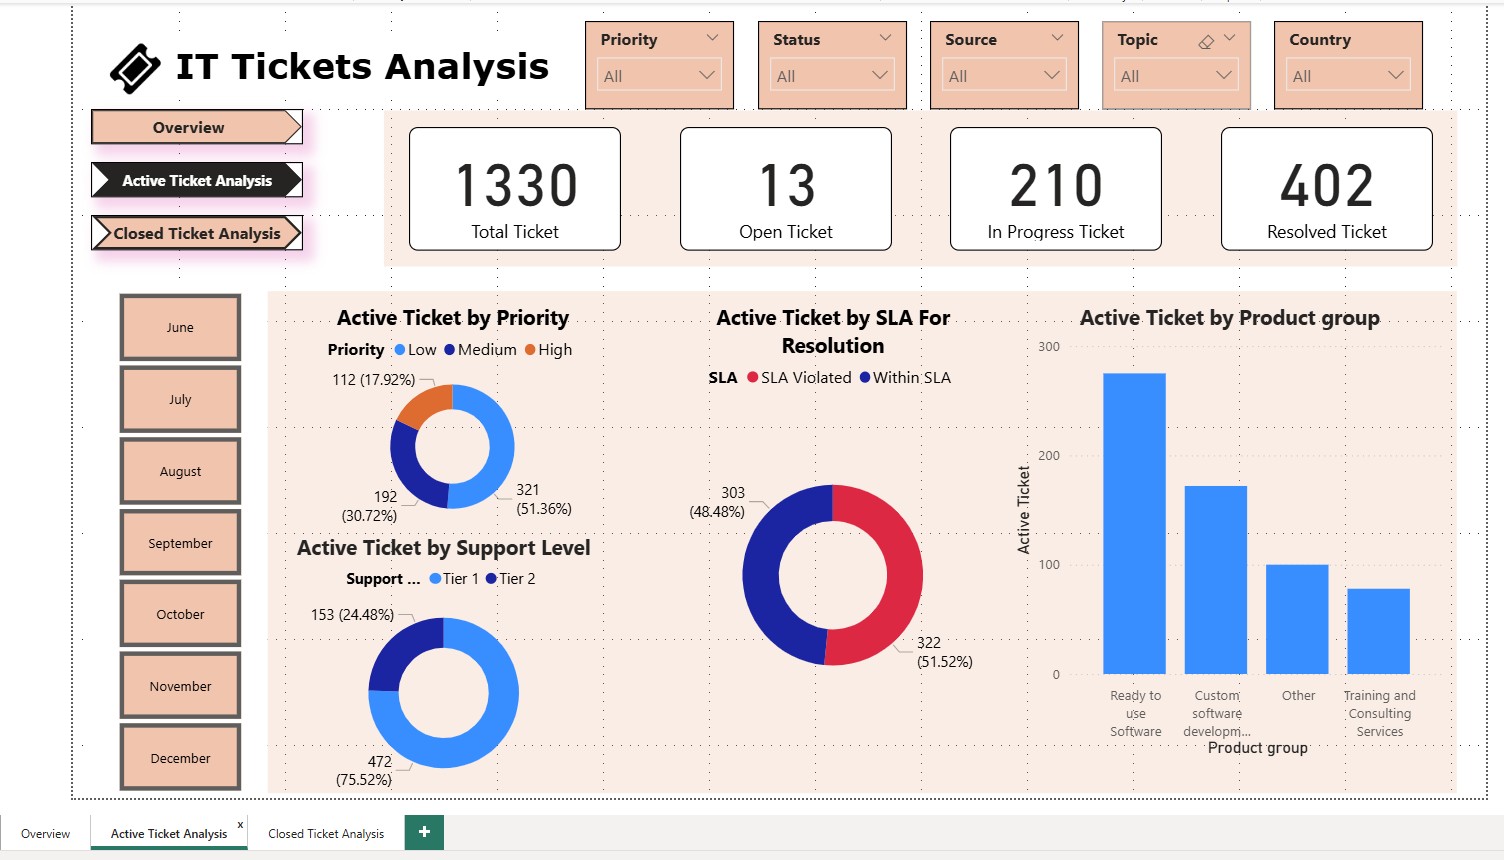 IT Tickets Analysis
Priority
All
Status
All
Source
All
Topic
All
Country
All
Overview
Active Ticket Analysis
Closed Ticket Analysis
1330
Total Ticket
13
Open Ticket
210
In Progress Ticket
402
Resolved Ticket
June
July
August
September
October
November
December
Active Ticket by Priority
Priority Low Medium High
112 (17.92%)
192
(30.72%)
321
(51.36%)
Active Ticket by Support Level
Support ... Tier 1 Tier 2
153 (24.48%)
472
(75.52%)
Active Ticket by SLA For
Resolution
SLA SLA Violated Within SLA
303
(48.48%)
322
(51.52%)
Active Ticket by Product group
300
200
100
0
Active Ticket
Ready to
use
Software
Custom
software
developm...
Other
Training and
Consulting
Services
Product group
Overview
Active Ticket Analysis x
Closed Ticket Analysis
+